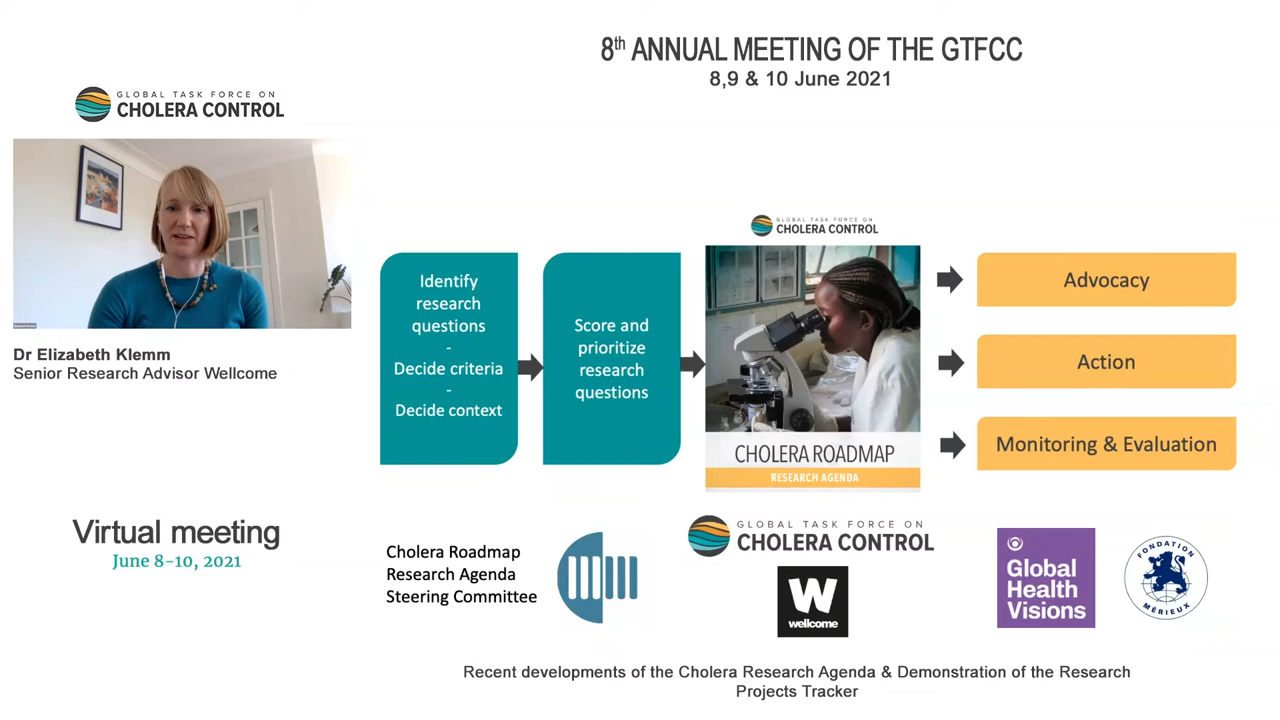 8th ANNUAL MEETING OF THE GTFCC
8,9 & 10 June 2021
GLOBAL TASK FORCE ON
CHOLERA CONTROL
Dr Elizabeth Klemm
Senior Research Advisor Wellcome
Virtual meeting
June 8-10, 2021
Identify
research
questions
-
Decide criteria
-
Decide context
Score and
prioritize
research
questions
GLOBAL TASK FORCE ON
CHOLERA CONTROL
CHOLERA ROADMAP
RESEARCH AGENDA
Advocacy
Action
Monitoring & Evaluation
Cholera Roadmap
Research Agenda
Steering Committee
GLOBAL TASK FORCE ON
CHOLERA CONTROL
W
wellcome
Global
Health
Visions
FONDATION
MÉRIEUX
Recent developments of the Cholera Research Agenda & Demonstration of the Research
Projects Tracker